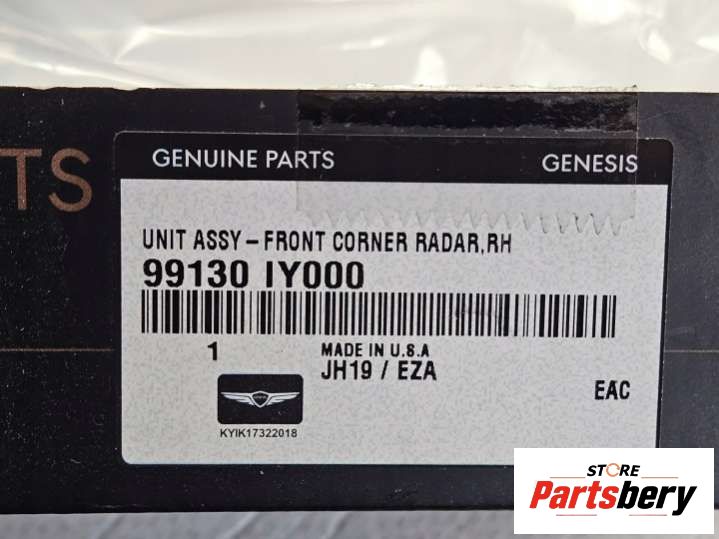 TS
GENUINE PARTS GENESIS
UNIT ASSY-FRONT CORNER RADAR,RH
99130 IY000
1 MADE IN U.S.A
JH19 / EZA
EAC
GENESIS
KYIK17322018
STORE
Partsbery